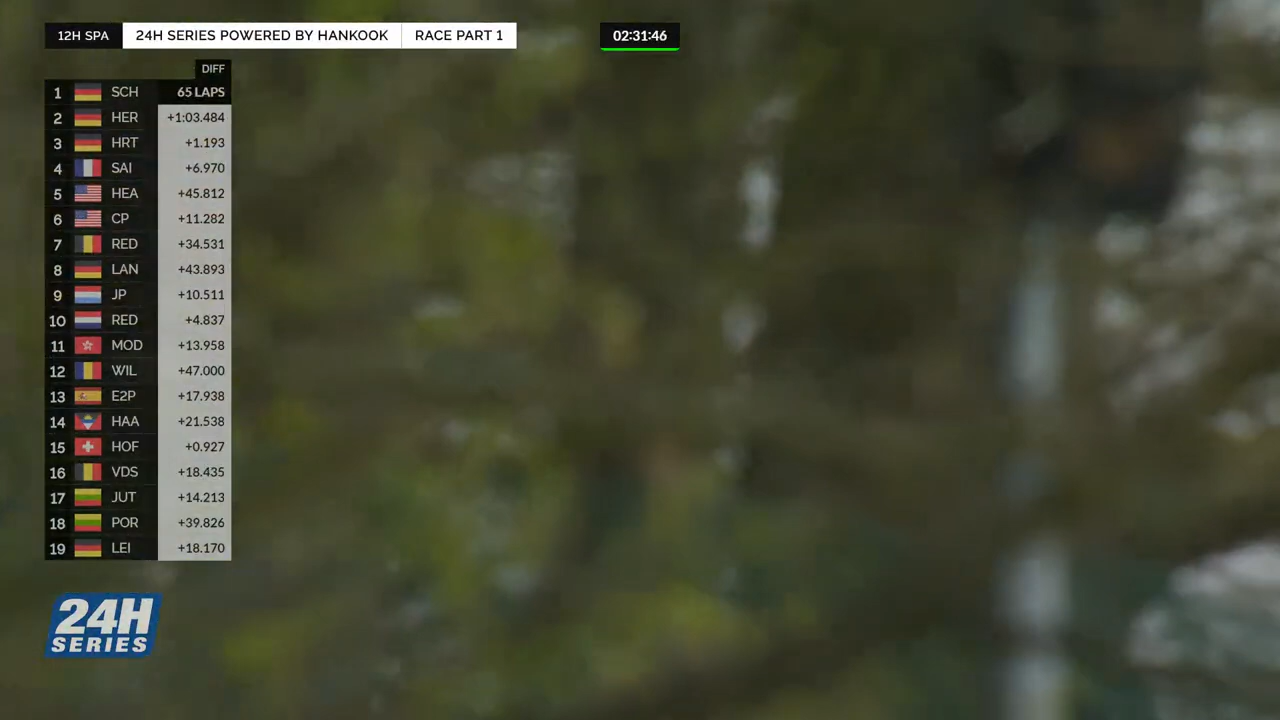 12H SPA 24H SERIES POWERED BY HANKOOK RACE PART 1 02:31:46
DIFF
1 SCH 65 LAPS
2 HER +1:03.484
3 HRT +1.193
4 SAI +6.970
5 HEA +45.812
6 CP +11.282
7 RED +34.531
8 LAN +43.893
9 JP +10.511
10 RED +4.837
11 MOD +13.958
12 WIL +47.000
13 E2P +17.938
14 HAA +21.538
15 HOF +0.927
16 VDS +18.435
17 JUT +14.213
18 POR +39.826
19 LEI +18.170
24H
SERIES